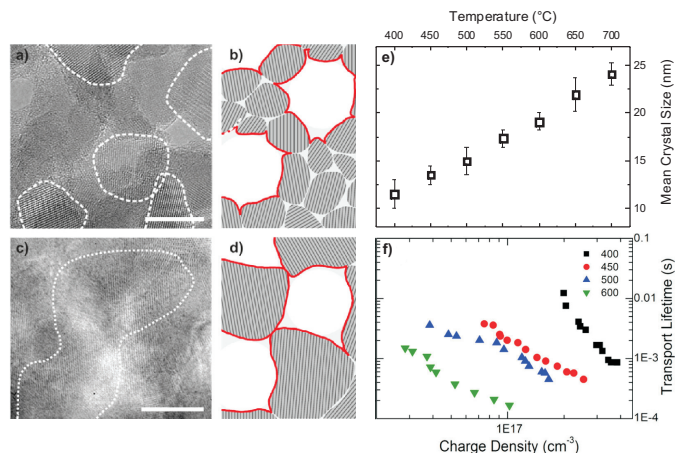 Temperature (°C)
400 450 500 550 600 650 700
a)
b)
e)
25
20
15
10
Mean Crystal Size (nm)
c)
d)
f)
400
450
500
600
0.1
0.01
1E-3
1E-4
Transport Lifetime (s)
1E17
Charge Density (cm⁻³)